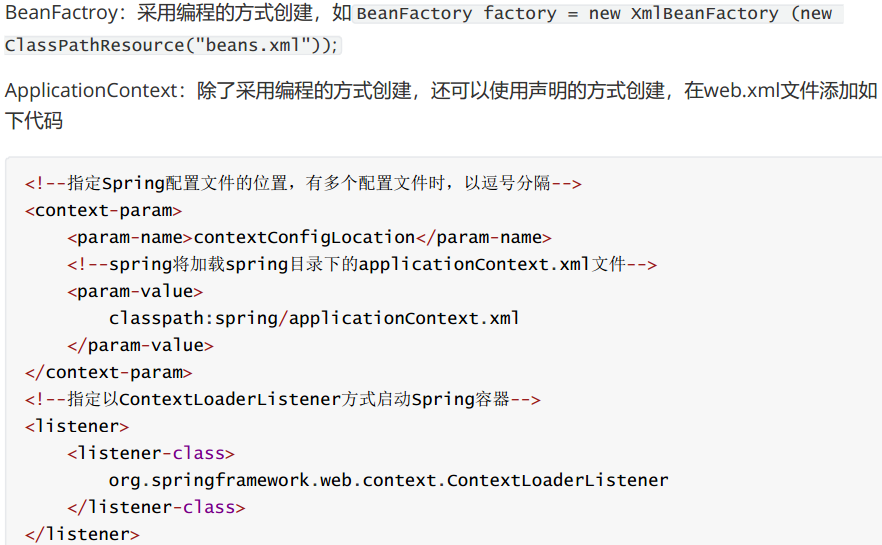 BeanFactroy：采用编程的方式创建，如 BeanFactory factory = new XmlBeanFactory (new
ClassPathResource("beans.xml"));
ApplicationContext：除了采用编程的方式创建，还可以使用声明的方式创建，在web.xml文件添加如
下代码
<!--指定Spring配置文件的位置，有多个配置文件时，以逗号分隔-->
<context-param>
    <param-name>contextConfigLocation</param-name>
    <!--spring将加载spring目录下的applicationContext.xml文件-->
    <param-value>
        classpath:spring/applicationContext.xml
    </param-value>
</context-param>
<!--指定以ContextLoaderListener方式启动Spring容器-->
<listener>
    <listener-class>
        org.springframework.web.context.ContextLoaderListener
    </listener-class>
</listener>